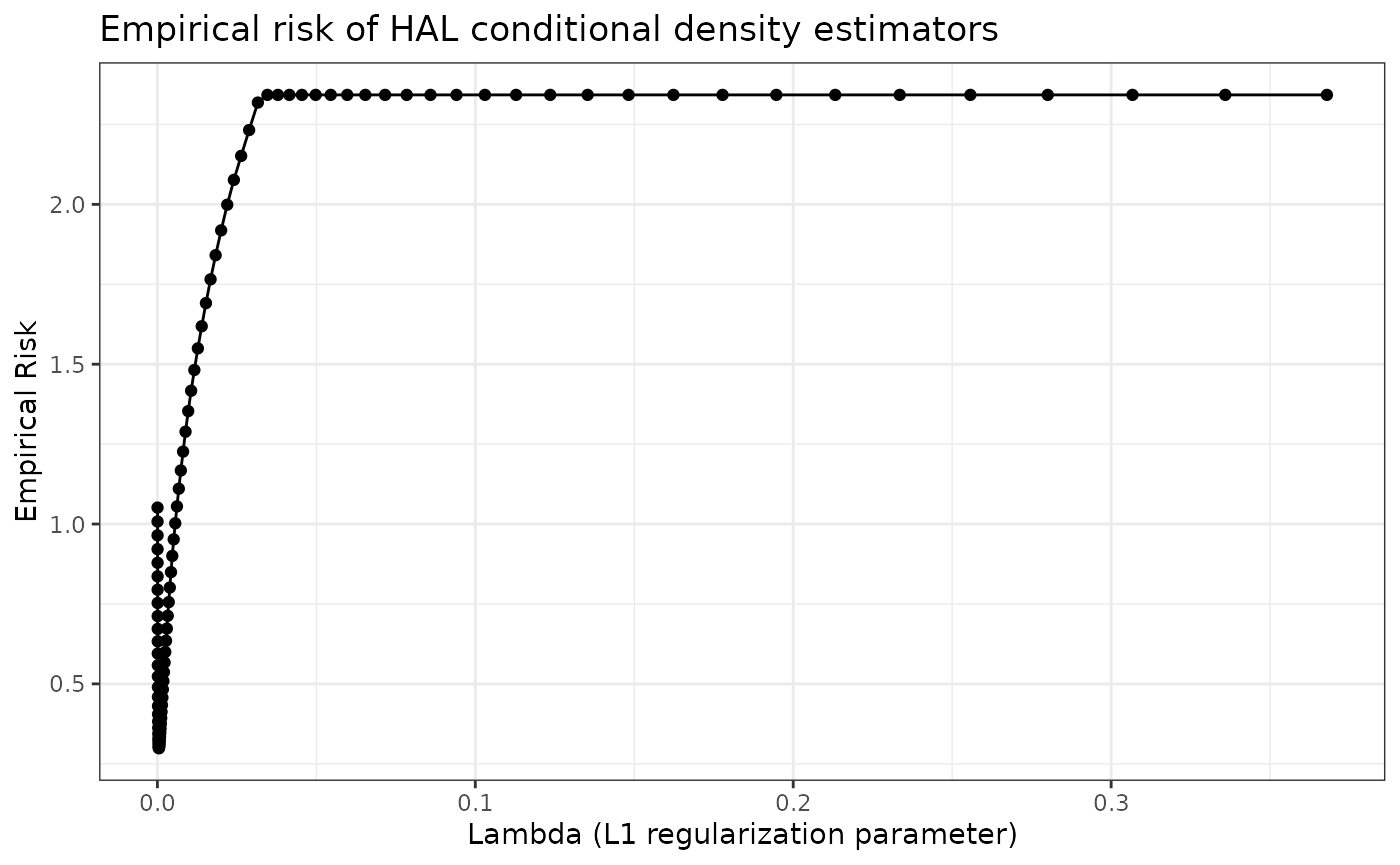 Empirical risk of HAL conditional density estimators
Empirical Risk
2.0
1.5
1.0
0.5
0.0
0.1
0.2
0.3
Lambda (L1 regularization parameter)